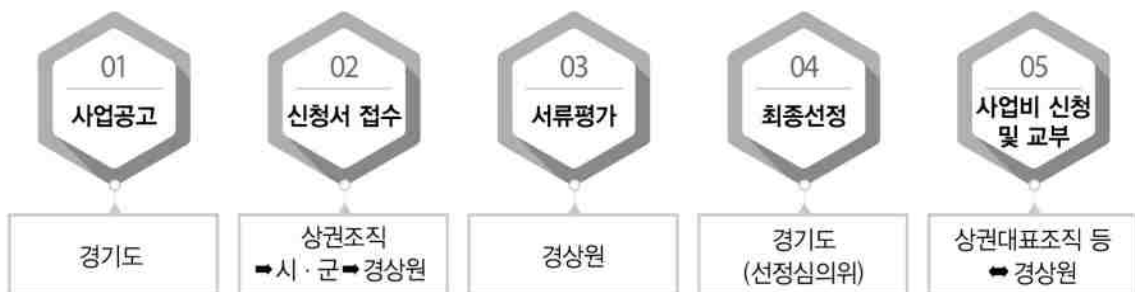 01
사업공고
경기도
02
신청서 접수
상권조직
➡시 · 군➡경상원
03
서류평가
경상원
04
최종선정
경기도
(선정심의위)
05
사업비 신청
및 교부
상권대표조직 등
⬌ 경상원